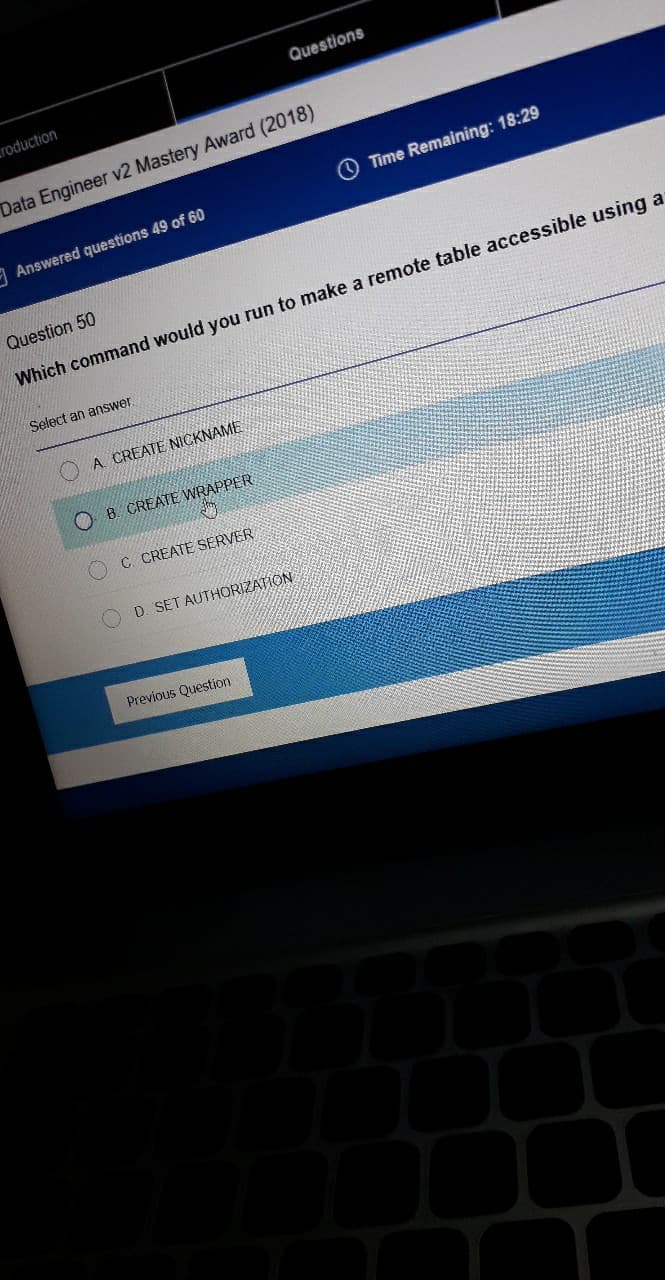 Questions
Data Engineer v2 Mastery Award (2018)
Time Remaining: 18:29
Answered questions 49 of 60
Question 50
Which command would you run to make a remote table accessible using
Select an answer
A. CREATE NICKNAME
B. CREATE WRAPPER
C. CREATE SERVER
D. SET AUTHORIZATION
Previous Question